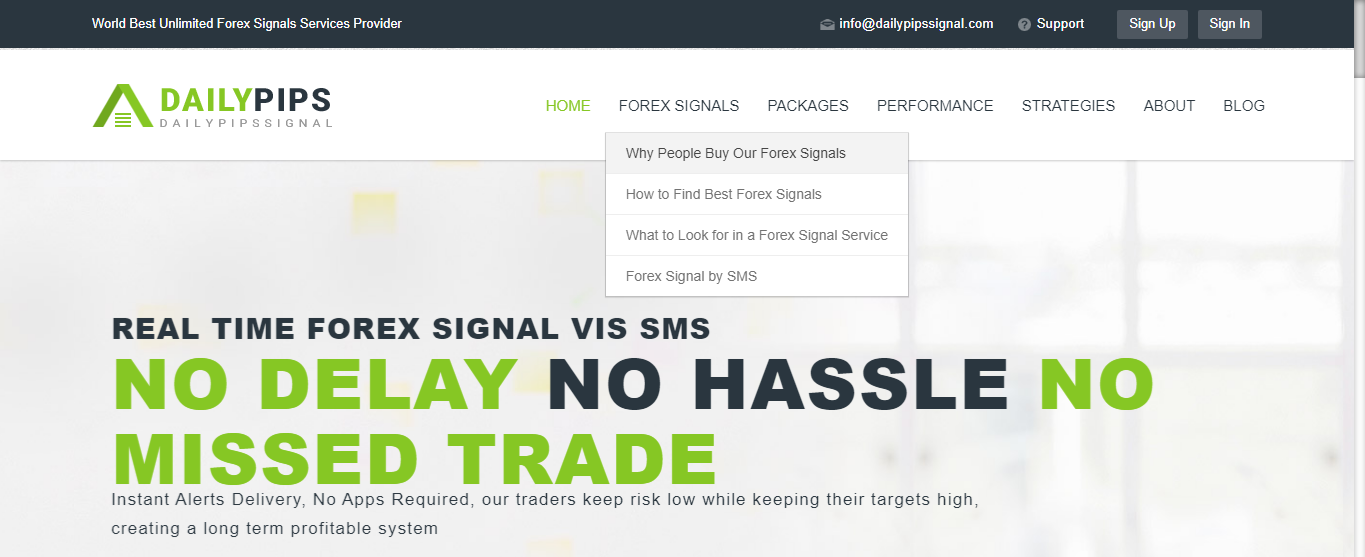 World Best Unlimited Forex Signals Services Provider
info@dailypipssignal.com
Support
Sign Up
Sign In
DAILYPIPS
DAILYPIPSSIGNAL
HOME
FOREX SIGNALS
PACKAGES
PERFORMANCE
STRATEGIES
ABOUT
BLOG
Why People Buy Our Forex Signals
How to Find Best Forex Signals
What to Look for in a Forex Signal Service
Forex Signal by SMS
REAL TIME FOREX SIGNAL VIS SMS
NO DELAY NO HASSLE NO
MISSED TRADE
Instant Alerts Delivery, No Apps Required, our traders keep risk low while keeping their targets high,
creating a long term profitable system